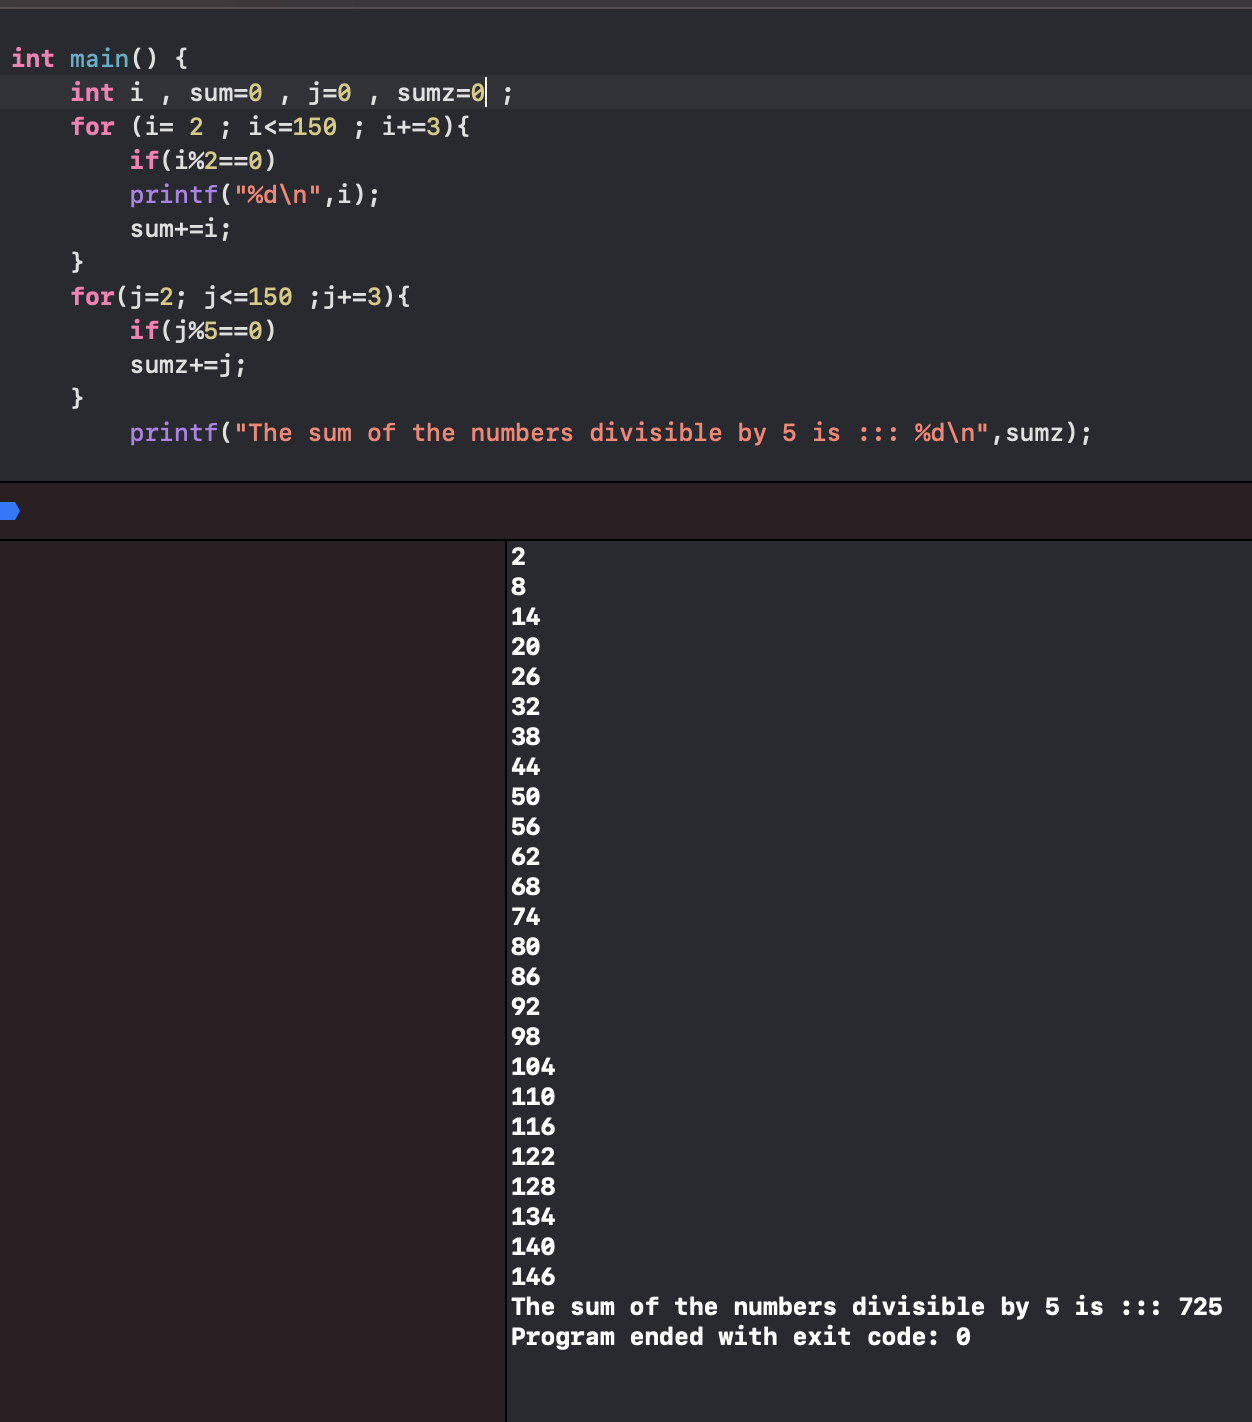 int main() {
    int i , sum=0 , j=0 , sumz=0 ;
    for (i= 2 ; i<=150 ; i+=3){
        if(i%2==0)
        printf("%d\n",i);
        sum+=i;
    }
    for(j=2; j<=150 ;j+=3){
        if(j%5==0)
        sumz+=j;
    }
        printf("The sum of the numbers divisible by 5 is ::: %d\n",sumz);
2
8
14
20
26
32
38
44
50
56
62
68
74
80
86
92
98
104
110
116
122
128
134
140
146
The sum of the numbers divisible by 5 is ::: 725
Program ended with exit code: 0